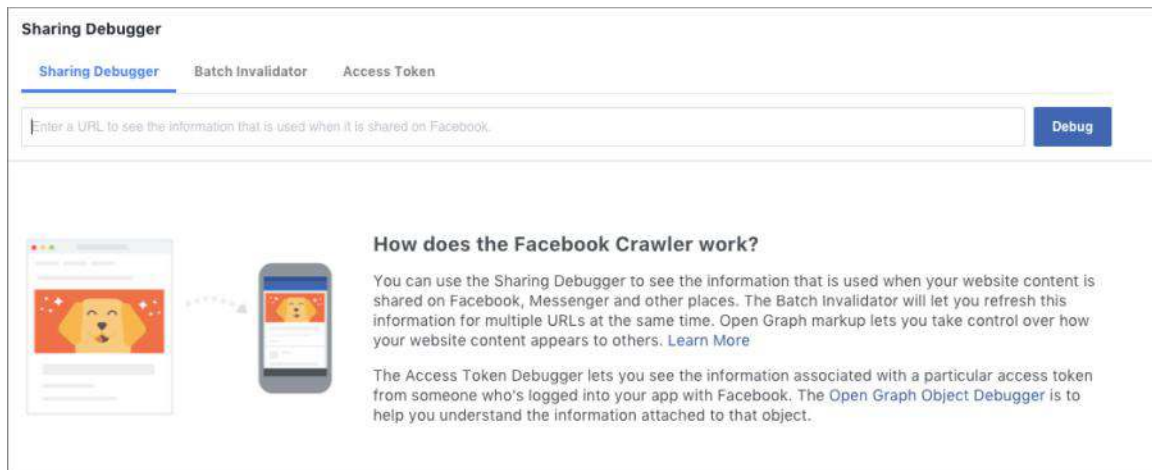 Sharing Debugger
Sharing Debugger Batch Invalidator Access Token
Enter a URL to see the information that is used when it is shared on Facebook.
Debug
How does the Facebook Crawler work?
You can use the Sharing Debugger to see the information that is used when your website content is
shared on Facebook, Messenger and other places. The Batch Invalidator will let you refresh this
information for multiple URLs at the same time. Open Graph markup lets you take control over how
your website content appears to others. Learn More
The Access Token Debugger lets you see the information associated with a particular access token
from someone who's logged into your app with Facebook. The Open Graph Object Debugger is to
help you understand the information attached to that object.